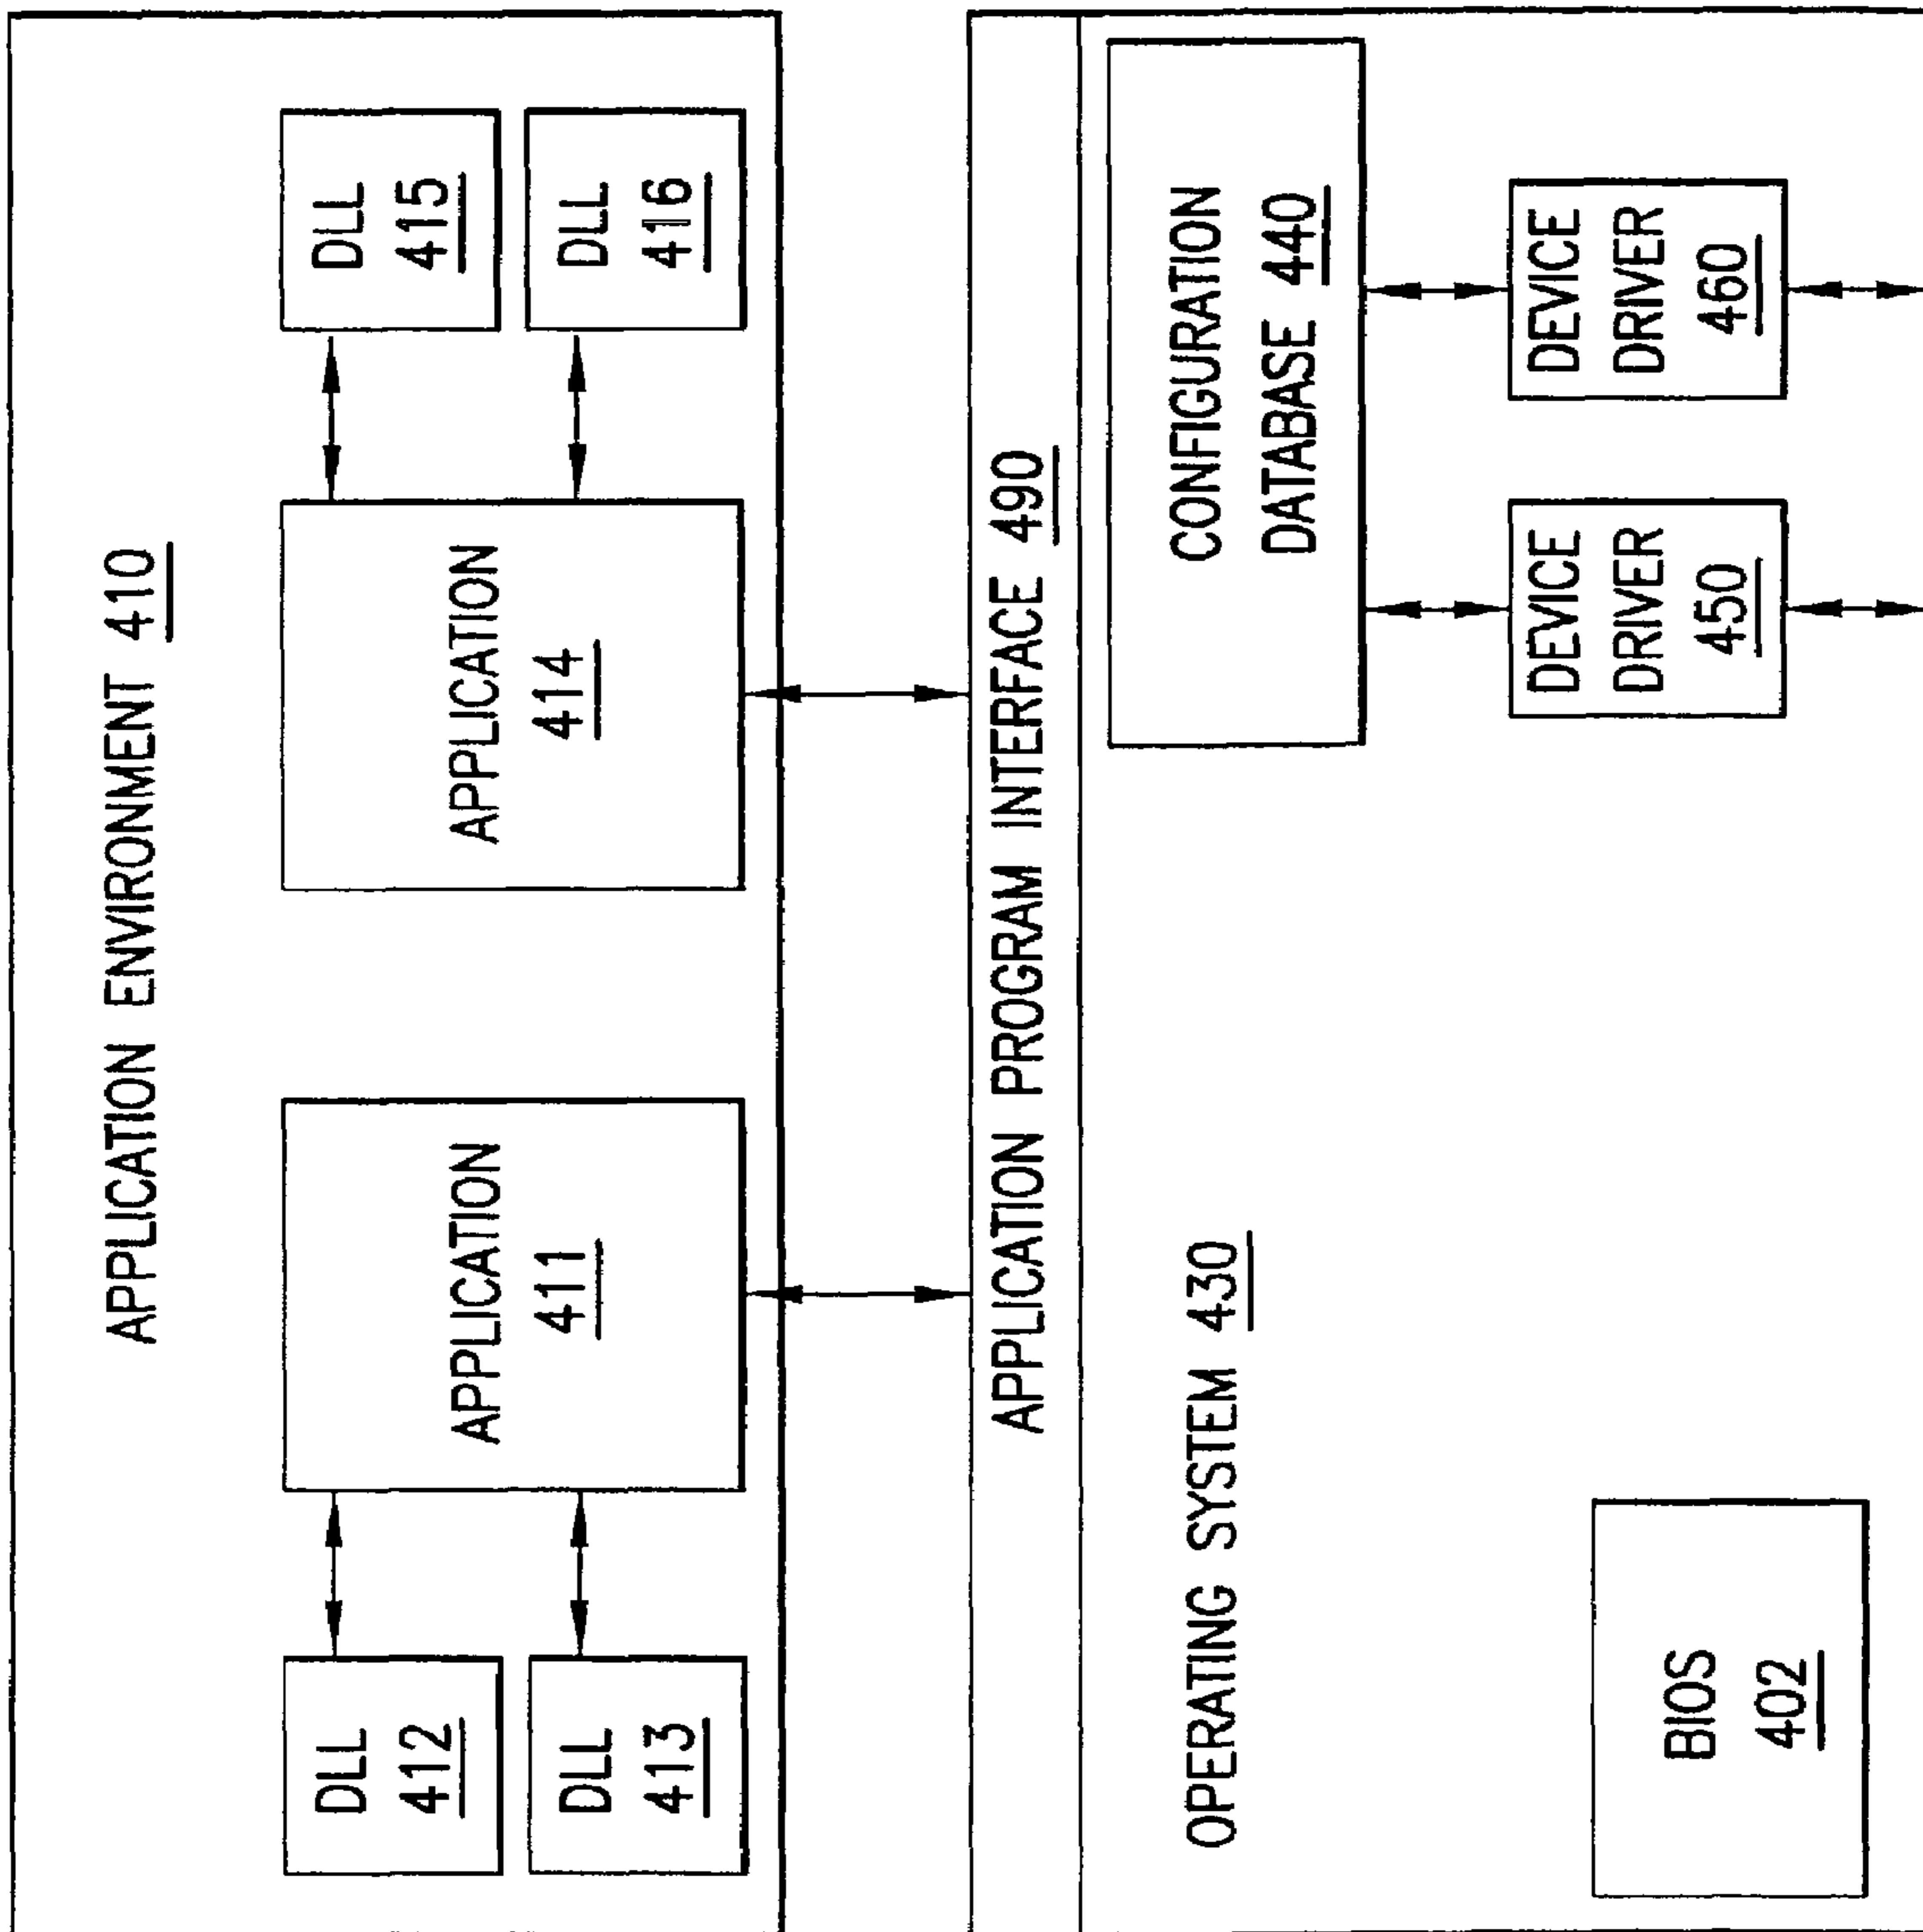 APPLICATION ENVIRONMENT 410
DLL
412
DLL
413
APPLICATION
411
APPLICATION
414
DLL
415
DLL
416
APPLICATION PROGRAM INTERFACE 490
OPERATING SYSTEM 430
CONFIGURATION
DATABASE 440
BIOS
402
DEVICE
DRIVER
450
DEVICE
DRIVER
460